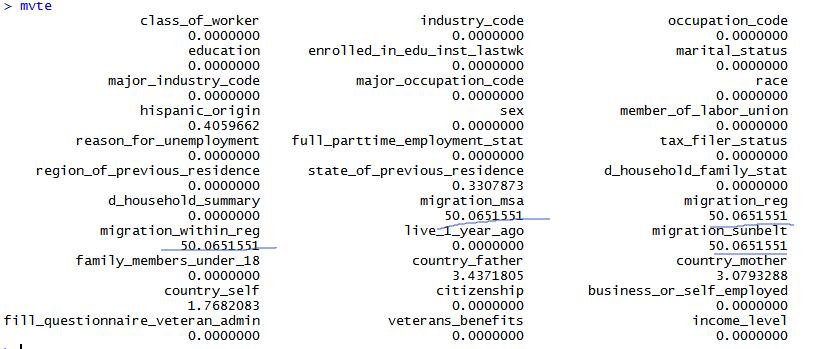 > mvte
class_of_worker industry_code occupation_code
0.0000000 0.0000000 0.0000000
education enrolled_in_edu_inst_lastwk marital_status
0.0000000 0.0000000 0.0000000
major_industry_code major_occupation_code race
0.0000000 0.0000000 0.0000000
hispanic_origin sex member_of_labor_union
0.4059662 0.0000000 0.0000000
reason_for_unemployment full_parttime_employment_stat tax_filer_status
0.0000000 0.0000000 0.0000000
region_of_previous_residence state_of_previous_residence d_household_family_stat
0.0000000 0.3307873 0.0000000
d_household_summary migration_msa migration_reg
0.0000000 50.0651551 50.0651551
migration_within_reg live_1_year_ago migration_sunbelt
50.0651551 0.0000000 50.0651551
family_members_under_18 country_father country_mother
0.0000000 3.4371805 3.0793288
country_self citizenship business_or_self_employed
1.7682083 0.0000000 0.0000000
fill_questionnaire_veteran_admin veterans_benefits income_level
0.0000000 0.0000000 0.0000000
>